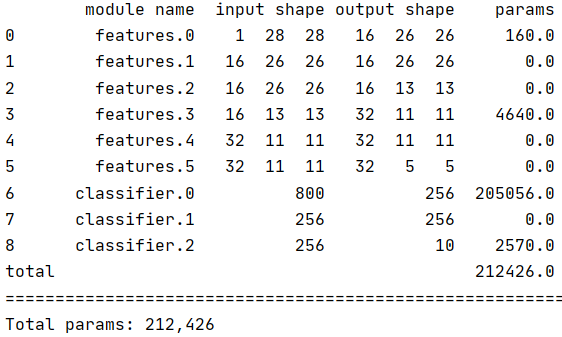 module name input shape output shape params
0 features.0 1 28 28 16 26 26 160.0
1 features.1 16 26 26 16 26 26 0.0
2 features.2 16 26 26 16 13 13 0.0
3 features.3 16 13 13 32 11 11 4640.0
4 features.4 32 11 11 32 11 11 0.0
5 features.5 32 11 11 32 5 5 0.0
6 classifier.0 800 256 205056.0
7 classifier.1 256 256 0.0
8 classifier.2 256 10 2570.0
total 212426.0
========================================================
Total params: 212,426